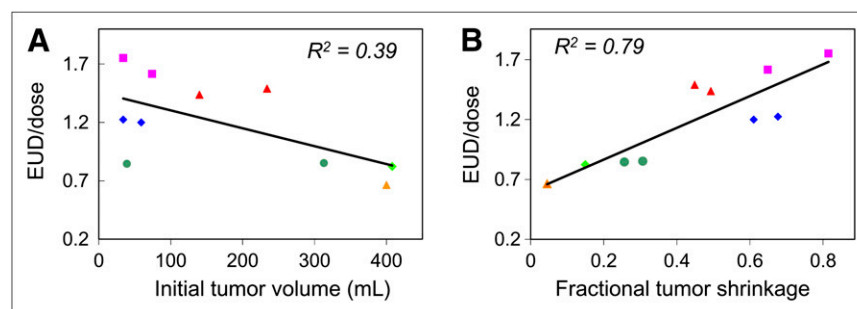 A
R² = 0.39
EUD/dose
1.7
1.2
0.7
0.2
0
100
200
300
400
Initial tumor volume (mL)
B
R² = 0.79
EUD/dose
1.7
1.2
0.7
0.2
0
0.2
0.4
0.6
0.8
Fractional tumor shrinkage